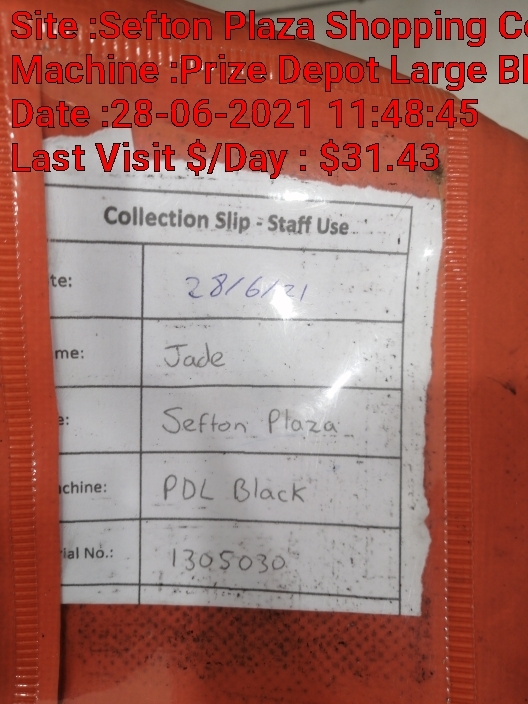 Site :Sefton Plaza Shopping Ce
Machine :Prize Depot Large Bl
Date :28-06-2021 11:48:45
Last Visit $/Day : $31.43
Collection Slip - Staff Use
te: 28/6/21
me: Jade
e: Sefton Plaza
achine: PDL Black
ial No.: 1305030